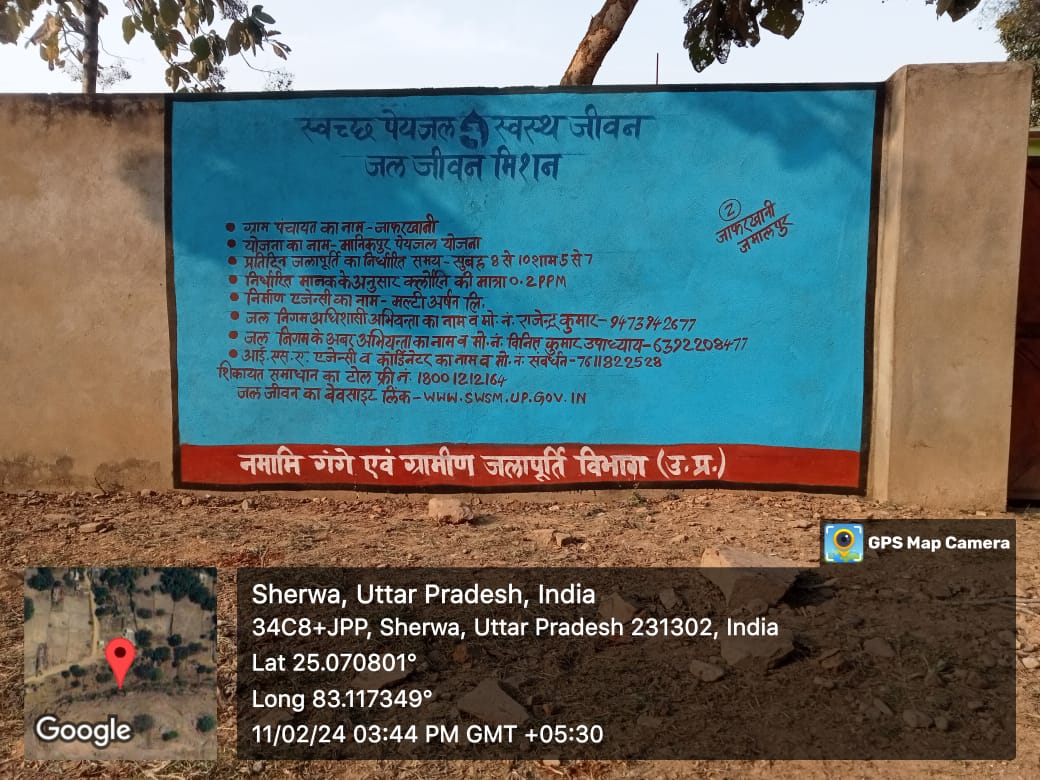 स्वच्छ पेयजल स्वस्थ जीवन
जल जीवन मिशन
② जाफरखानी
जमालपुर
• ग्राम पंचायत का नाम-जाफरखानी
• योजना का नाम-मानिकपुर पेयजल योजना
• प्रतिदिन जलापूर्ति का निर्धारित समय-सुबह 8 से 10 शाम 5 से 7
• निर्धारित मानक के अनुसार क्लोरिन की मात्रा 0.2PPM
• निर्माण एजेन्सी का नाम- मल्टी अर्बन लि.
• जल निगम अधिशासी अभियन्ता का नाम व मो. नं. राजेन्द्र कुमार-9473942677
• जल निगम के अवर अभियन्ता का नाम व मो. नं. विनित कुमार उपाध्याय-6392208477
• आई.एस.ए. एजेन्सी व कोर्डिनेटर का नाम व मो. नं. संवर्धन-7611822528
शिकायत समाधान का टोल फ्री नं. 18001212164
जल जीवन का बेवसाइट लिंक-WWW.SWSM.UP.GOV.IN
नमामि गंगे एवं ग्रामीण जलापूर्ति विभाग (उ.प्र.)
GPS Map Camera
Sherwa, Uttar Pradesh, India
34C8+JPP, Sherwa, Uttar Pradesh 231302, India
Lat 25.070801°
Long 83.117349°
11/02/24 03:44 PM GMT +05:30
Google